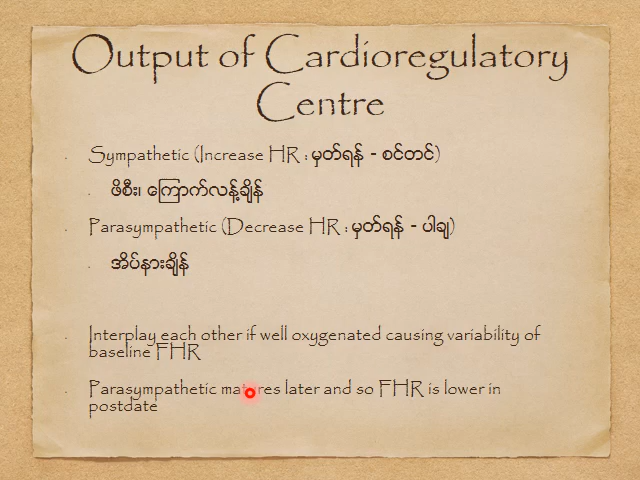 Output of Cardioregulatory
Centre
Sympathetic (Increase HR : မှတ်ရန် - စင်တင်)
ဖိစီး၊ ကြောက်လန့်ချိန်
Parasympathetic (Decrease HR : မှတ်ရန် - ပါချ)
အိပ်နားချိန်
Interplay each other if well oxygenated causing variability of
baseline FHR
Parasympathetic matures later and so FHR is lower in
postdate